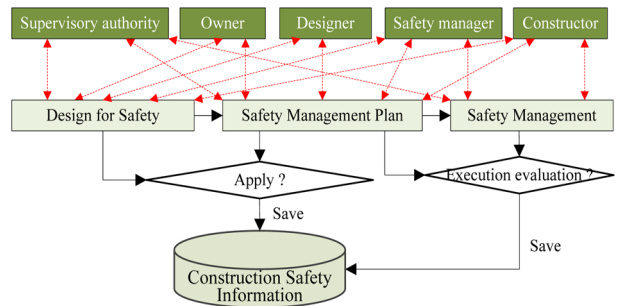 Supervisory authority
Owner
Designer
Safety manager
Constructor
Design for Safety
Safety Management Plan
Safety Management
Apply ?
Execution evaluation ?
Save
Save
Construction Safety
Information